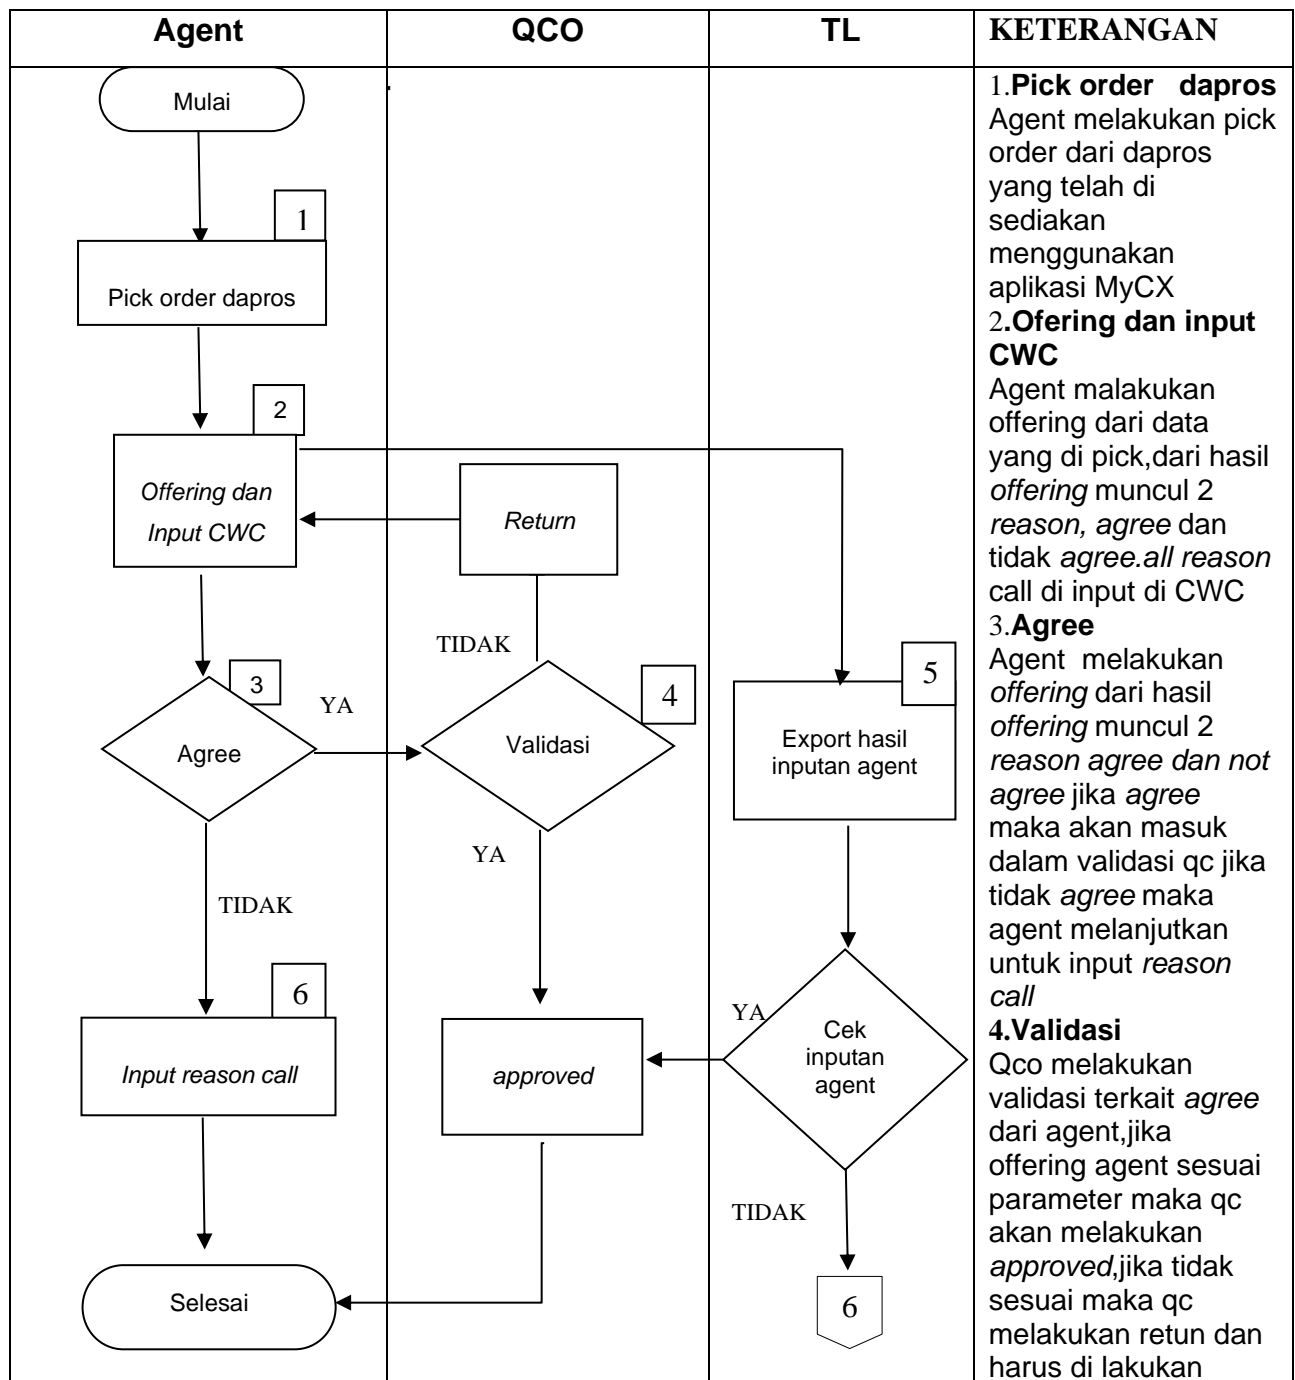 Agent
QCO
TL
KETERANGAN
Mulai
1
Pick order dapros
2
Offering dan
Input CWC
Return
TIDAK
3
YA
Agree
4
Validasi
5
Export hasil
inputan agent
YA
TIDAK
6
Input reason call
approved
YA
Cek
inputan
agent
TIDAK
Selesai
6
1.Pick order dapros
Agent melakukan pick
order dari dapros
yang telah di
sediakan
menggunakan
aplikasi MyCX
2.Ofering dan input
CWC
Agent malakukan
offering dari data
yang di pick,dari hasil
offering muncul 2
reason, agree dan
tidak agree.all reason
call di input di CWC
3.Agree
Agent melakukan
offering dari hasil
offering muncul 2
reason agree dan not
agree jika agree
maka akan masuk
dalam validasi qc jika
tidak agree maka
agent melanjutkan
untuk input reason
call
4.Validasi
Qco melakukan
validasi terkait agree
dari agent,jika
offering agent sesuai
parameter maka qc
akan melakukan
approved,jika tidak
sesuai maka qc
melakukan retun dan
harus di lakukan